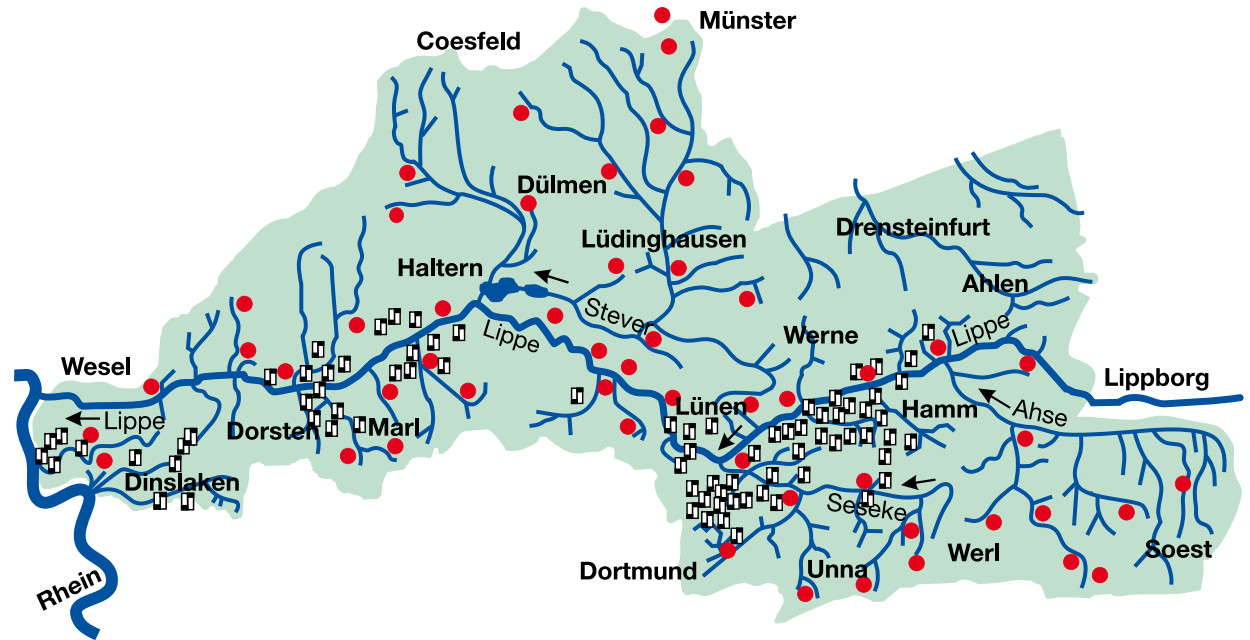 Münster
Coesfeld
Dülmen
Drensteinfurt
Lüdinghausen
Haltern
Ahlen
Stever
Lippe
Werne
Lippe
Wesel
Lippborg
Lünen
Hamm
Ahse
Lippe
Dorsten
Marl
Dinslaken
Seseke
Werl
Soest
Dortmund
Unna
Rhein